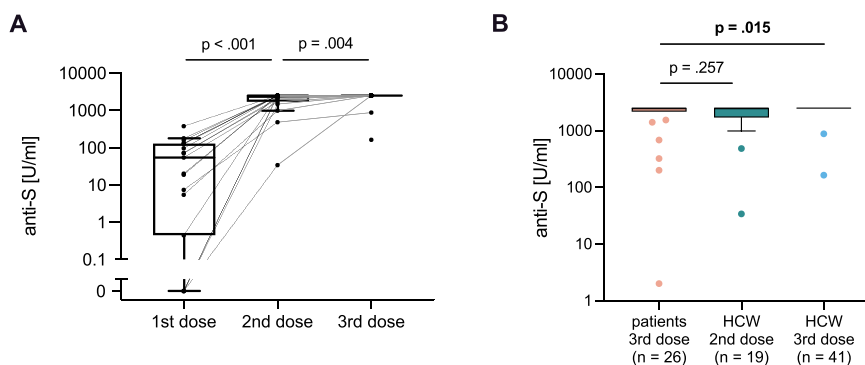 A
p < .001
p = .004
anti-S [U/ml]
10000
1000
100
10
1
0.1
0
1st dose
2nd dose
3rd dose
B
p = .015
p = .257
anti-S [U/ml]
10000
1000
100
10
1
patients
3rd dose
(n = 26)
HCW
2nd dose
(n = 19)
HCW
3rd dose
(n = 41)